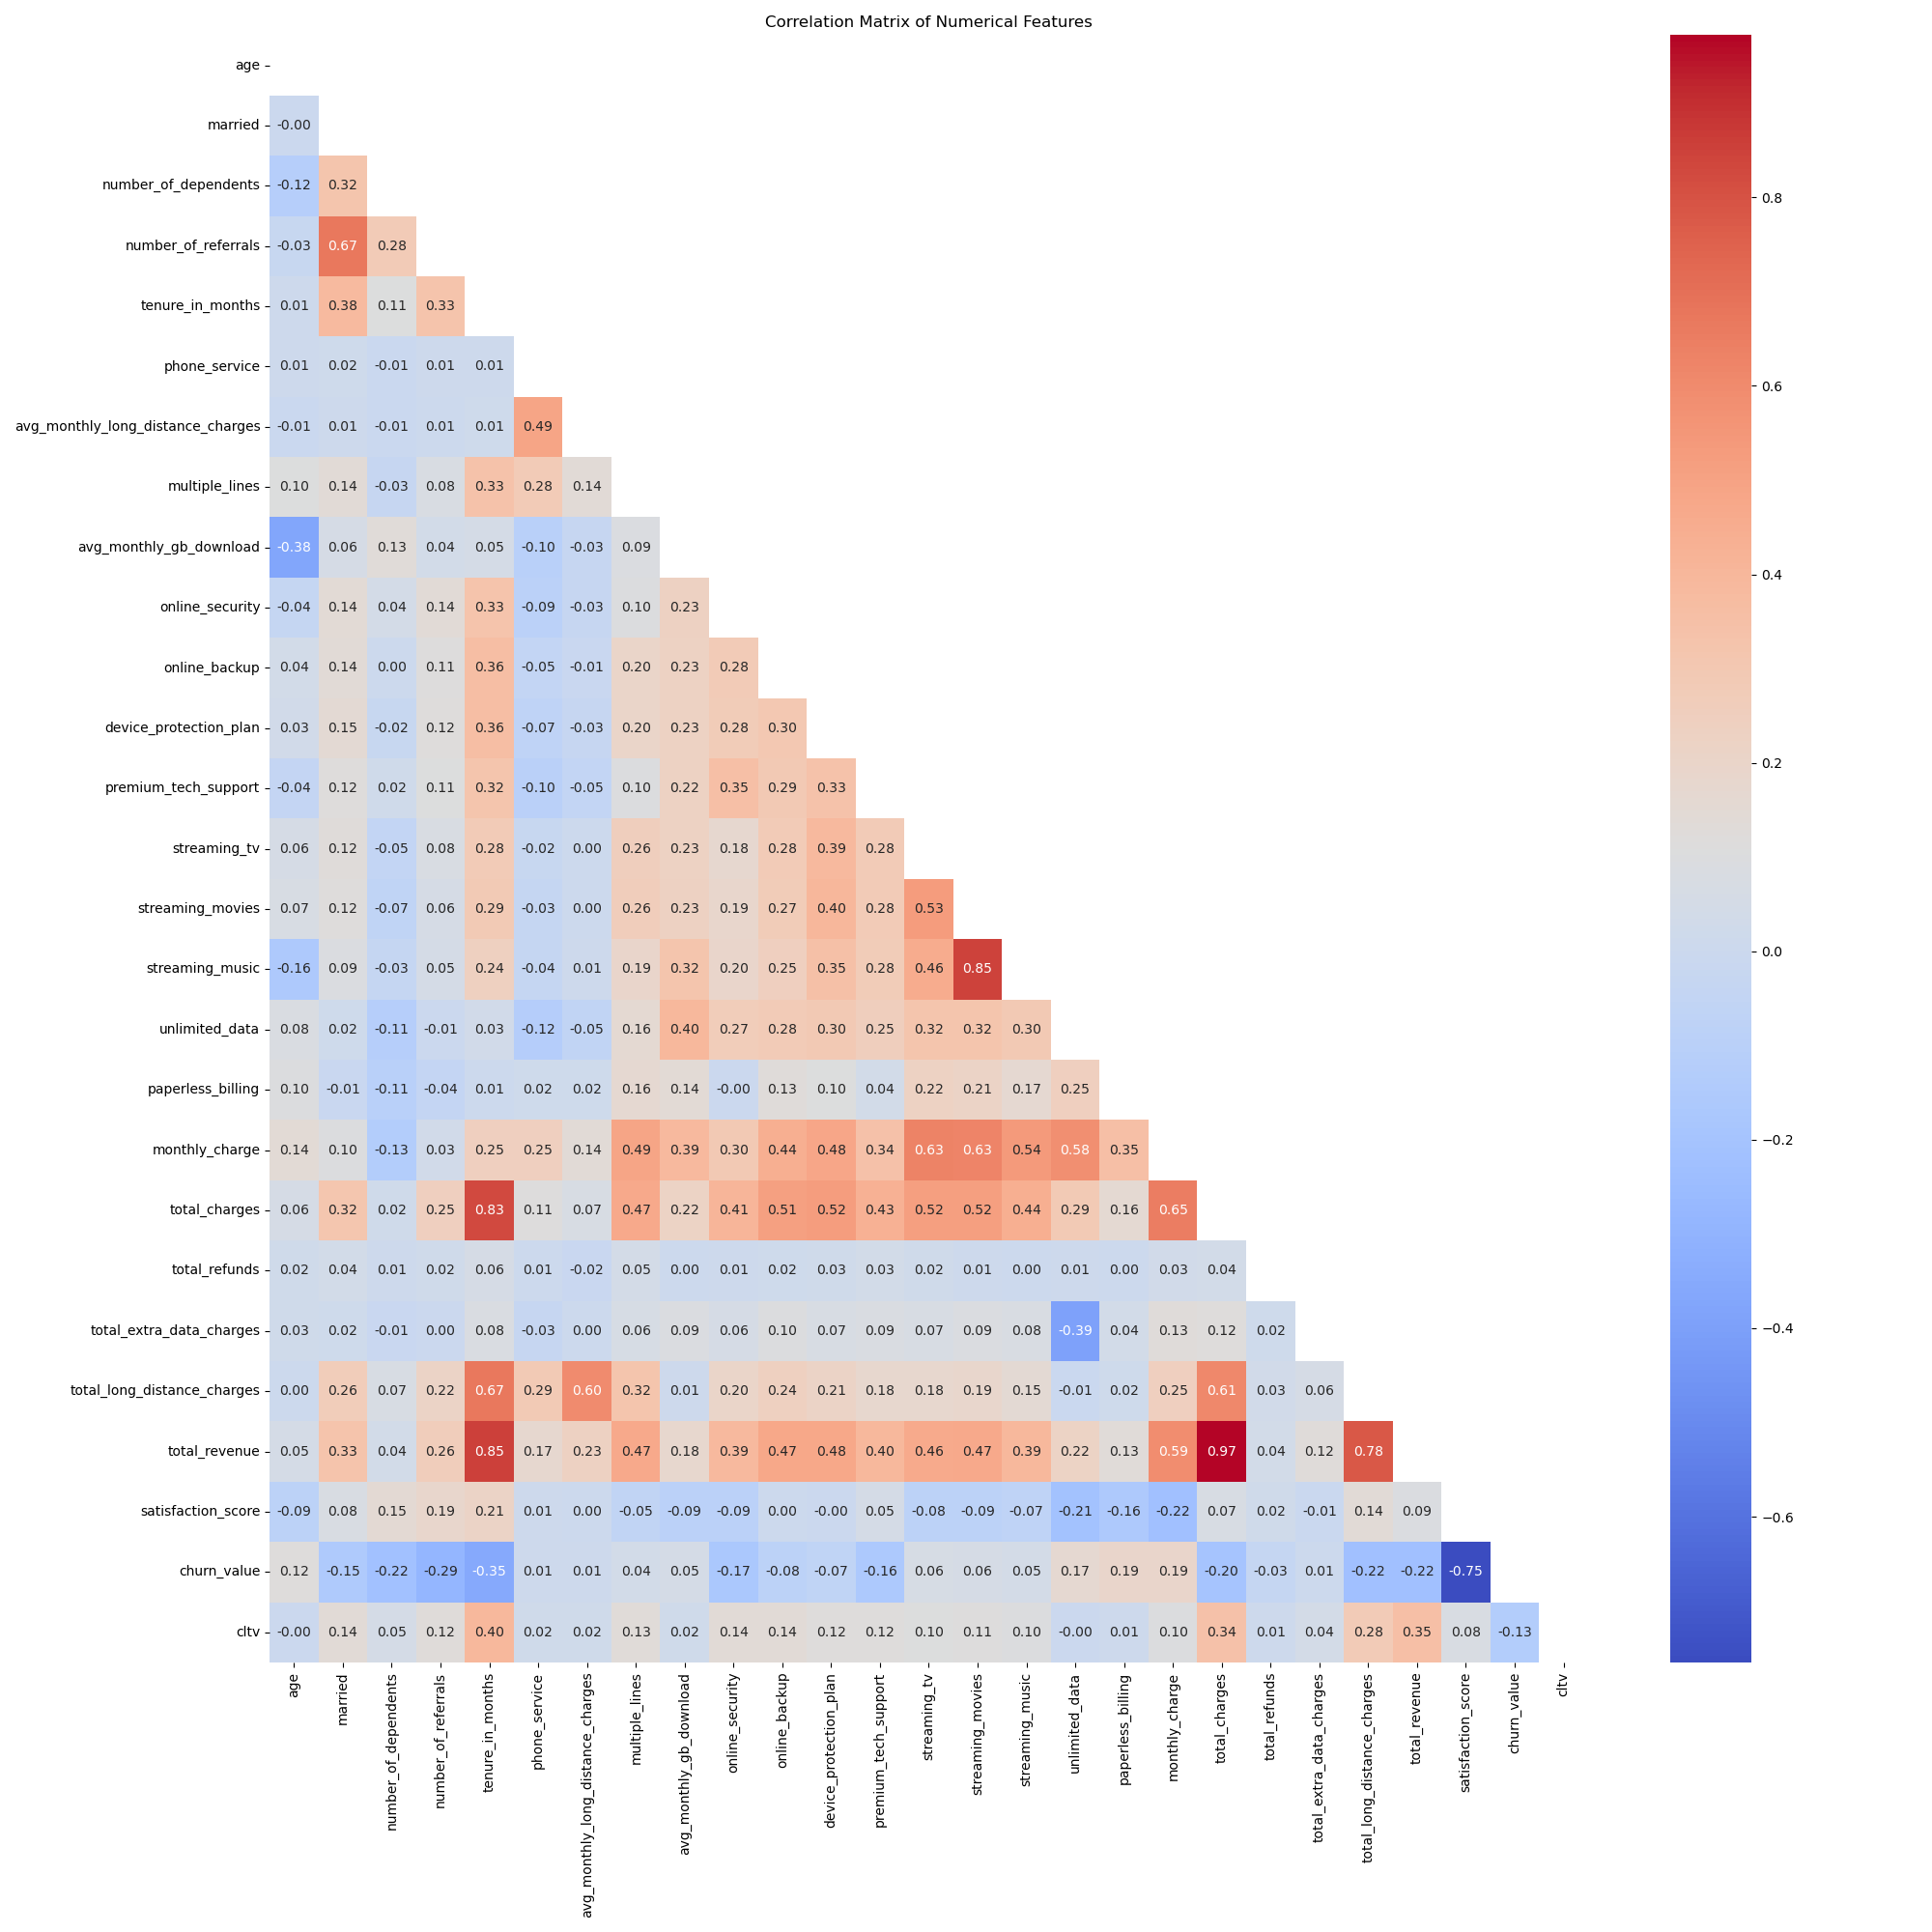 Correlation Matrix of Numerical Features
age
married -0.00
number_of_dependents -0.12 0.32
number_of_referrals -0.03 0.67 0.28
tenure_in_months 0.01 0.38 0.11 0.33
phone_service 0.01 0.02 -0.01 0.01 0.01
avg_monthly_long_distance_charges -0.01 0.01 -0.01 0.01 0.01 0.49
multiple_lines 0.10 0.14 -0.03 0.08 0.33 0.28 0.14
avg_monthly_gb_download -0.38 0.06 0.13 0.04 0.05 -0.10 -0.03 0.09
online_security -0.04 0.14 0.04 0.14 0.33 -0.09 -0.03 0.10 0.23
online_backup 0.04 0.14 0.00 0.11 0.36 -0.05 -0.01 0.20 0.23 0.28
device_protection_plan 0.03 0.15 -0.02 0.12 0.36 -0.07 -0.03 0.20 0.23 0.28 0.30
premium_tech_support -0.04 0.12 0.02 0.11 0.32 -0.10 -0.05 0.10 0.22 0.35 0.29 0.33
streaming_tv 0.06 0.12 -0.05 0.08 0.28 -0.02 0.00 0.26 0.23 0.18 0.28 0.39 0.28
streaming_movies 0.07 0.12 -0.07 0.06 0.29 -0.03 0.00 0.26 0.23 0.19 0.27 0.40 0.28 0.53
streaming_music -0.16 0.09 -0.03 0.05 0.24 -0.04 0.01 0.19 0.32 0.20 0.25 0.35 0.28 0.46 0.85
unlimited_data 0.08 0.02 -0.11 -0.01 0.03 -0.12 -0.05 0.16 0.40 0.27 0.28 0.30 0.25 0.32 0.32 0.30
paperless_billing 0.10 -0.01 -0.11 -0.04 0.01 0.02 0.02 0.16 0.14 -0.00 0.13 0.10 0.04 0.22 0.21 0.17 0.25
monthly_charge 0.14 0.10 -0.13 0.03 0.25 0.25 0.14 0.49 0.39 0.30 0.44 0.48 0.34 0.63 0.63 0.54 0.58 0.35
total_charges 0.06 0.32 0.02 0.25 0.83 0.11 0.07 0.47 0.22 0.41 0.51 0.52 0.43 0.52 0.52 0.44 0.29 0.16 0.65
total_refunds 0.02 0.04 0.01 0.02 0.06 0.01 -0.02 0.05 0.00 0.01 0.02 0.03 0.03 0.02 0.01 0.00 0.01 0.00 0.03 0.04
total_extra_data_charges 0.03 0.02 -0.01 0.00 0.08 -0.03 0.00 0.06 0.09 0.06 0.10 0.07 0.09 0.07 0.09 0.08 -0.39 0.04 0.13 0.12 0.02
total_long_distance_charges 0.00 0.26 0.07 0.22 0.67 0.29 0.60 0.32 0.01 0.20 0.24 0.21 0.18 0.18 0.19 0.15 -0.01 0.02 0.25 0.61 0.03 0.06
total_revenue 0.05 0.33 0.04 0.26 0.85 0.17 0.23 0.47 0.18 0.39 0.47 0.48 0.40 0.46 0.47 0.39 0.22 0.13 0.59 0.97 0.04 0.12 0.78
satisfaction_score -0.09 0.08 0.15 0.19 0.21 0.01 0.00 -0.05 -0.09 -0.09 0.00 -0.00 0.05 -0.08 -0.09 -0.07 -0.21 -0.16 -0.22 0.07 0.02 -0.01 0.14 0.09
churn_value 0.12 -0.15 -0.22 -0.29 -0.35 0.01 0.01 0.04 0.05 -0.17 -0.08 -0.07 -0.16 0.06 0.06 0.05 0.17 0.19 0.19 -0.20 -0.03 0.01 -0.22 -0.22 -0.75
cltv -0.00 0.14 0.05 0.12 0.40 0.02 0.02 0.13 0.02 0.14 0.14 0.12 0.12 0.10 0.11 0.10 -0.00 0.01 0.10 0.34 0.01 0.04 0.28 0.35 0.08 -0.13
age
married
number_of_dependents
number_of_referrals
tenure_in_months
phone_service
avg_monthly_long_distance_charges
multiple_lines
avg_monthly_gb_download
online_security
online_backup
device_protection_plan
premium_tech_support
streaming_tv
streaming_movies
streaming_music
unlimited_data
paperless_billing
monthly_charge
total_charges
total_refunds
total_extra_data_charges
total_long_distance_charges
total_revenue
satisfaction_score
churn_value
cltv
0.8
0.6
0.4
0.2
0.0
−0.2
−0.4
−0.6